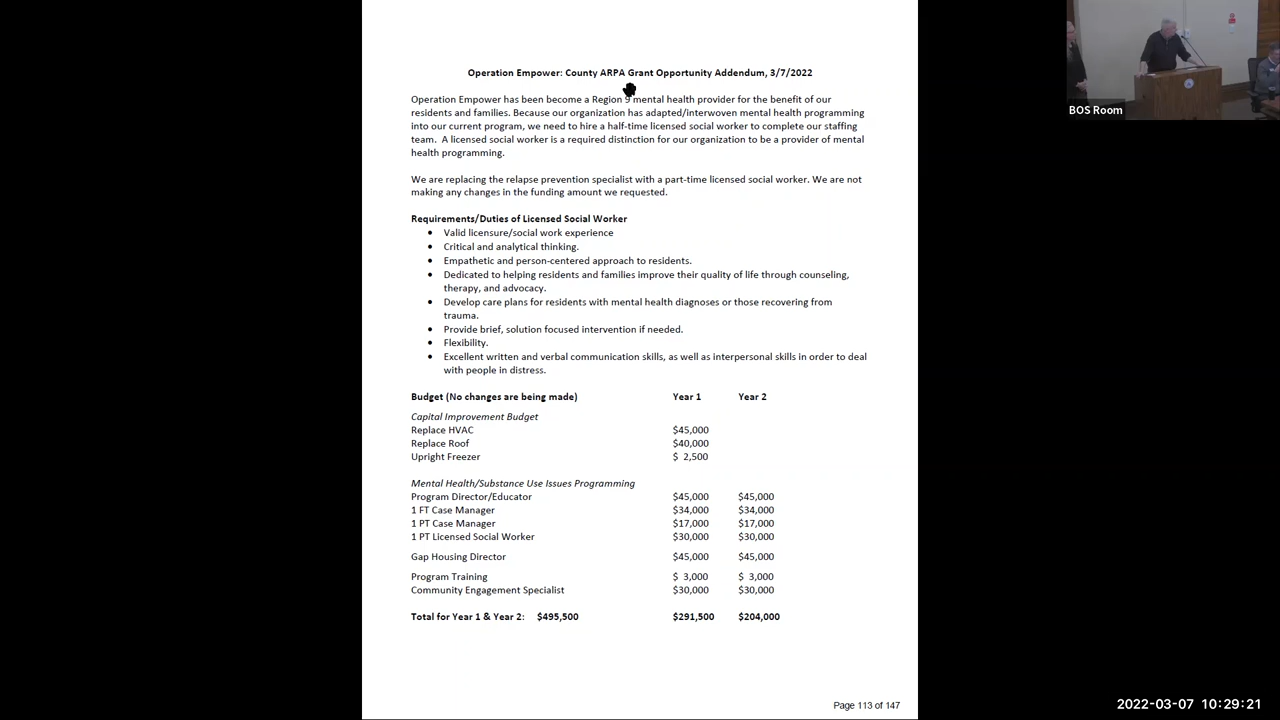 Operation Empower: County ARPA Grant Opportunity Addendum, 3/7/2022
Operation Empower has been become a Region 9 mental health provider for the benefit of our
residents and families. Because our organization has adapted/interwoven mental health programming
into our current program, we need to hire a half-time licensed social worker to complete our staffing
team. A licensed social worker is a required distinction for our organization to be a provider of mental
health programming.
We are replacing the relapse prevention specialist with a part-time licensed social worker. We are not
making any changes in the funding amount we requested.
Requirements/Duties of Licensed Social Worker
• Valid licensure/social work experience
• Critical and analytical thinking.
• Empathetic and person-centered approach to residents.
• Dedicated to helping residents and families improve their quality of life through counseling,
therapy, and advocacy.
• Develop care plans for residents with mental health diagnoses or those recovering from
trauma.
• Provide brief, solution focused intervention if needed.
• Flexibility.
• Excellent written and verbal communication skills, as well as interpersonal skills in order to deal
with people in distress.
Budget (No changes are being made) Year 1 Year 2
Capital Improvement Budget
Replace HVAC $45,000
Replace Roof $40,000
Upright Freezer $ 2,500
Mental Health/Substance Use Issues Programming
Program Director/Educator $45,000 $45,000
1 FT Case Manager $34,000 $34,000
1 PT Case Manager $17,000 $17,000
1 PT Licensed Social Worker $30,000 $30,000
Gap Housing Director $45,000 $45,000
Program Training $ 3,000 $ 3,000
Community Engagement Specialist $30,000 $30,000
Total for Year 1 & Year 2: $495,500 $291,500 $204,000
Page 113 of 147
BOS Room
2022-03-07 10:29:21